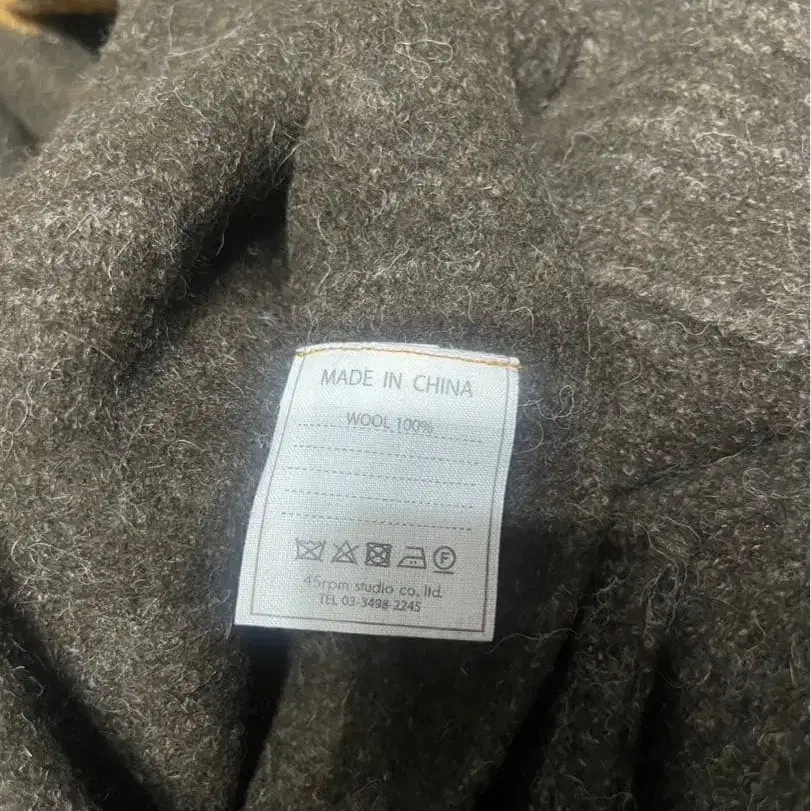 MADE IN CHINA
WOOL 100%
F
45rpm studio co., ltd.
TEL 03-3498-2245